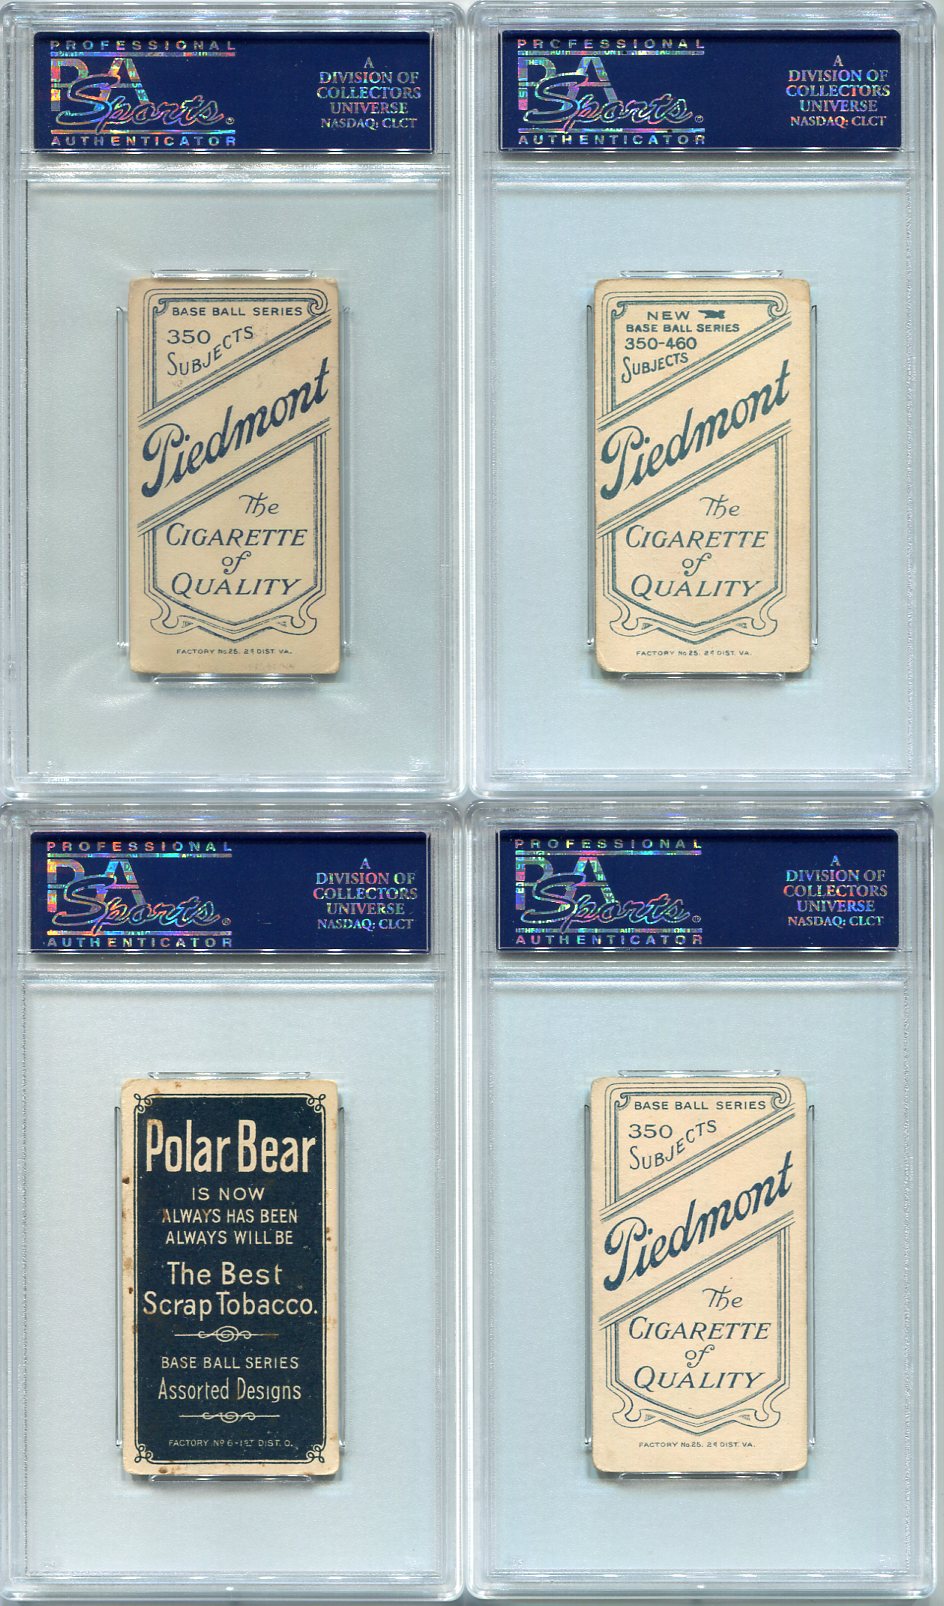 PROFESSIONAL
PSA
Sports
AUTHENTICATOR
A
DIVISION OF
COLLECTORS
UNIVERSE
NASDAQ: CLCT
BASE BALL SERIES
350
SUBJECTS
Piedmont
The
CIGARETTE
of
QUALITY
FACTORY No 25. 2d DIST. VA.
PROFESSIONAL
PSA
Sports
AUTHENTICATOR
A
DIVISION OF
COLLECTORS
UNIVERSE
NASDAQ: CLCT
NEW
BASE BALL SERIES
350-460
SUBJECTS
Piedmont
The
CIGARETTE
of
QUALITY
FACTORY No 25. 2d DIST. VA.
PROFESSIONAL
PSA
Sports
AUTHENTICATOR
A
DIVISION OF
COLLECTORS
UNIVERSE
NASDAQ: CLCT
Polar Bear
IS NOW
ALWAYS HAS BEEN
ALWAYS WILL BE
The Best
Scrap Tobacco.
BASE BALL SERIES
Assorted Designs
FACTORY No 6 - 1ST DIST. O.
PROFESSIONAL
PSA
Sports
AUTHENTICATOR
A
DIVISION OF
COLLECTORS
UNIVERSE
NASDAQ: CLCT
BASE BALL SERIES
350
SUBJECTS
Piedmont
The
CIGARETTE
of
QUALITY
FACTORY No 25. 2d DIST. VA.